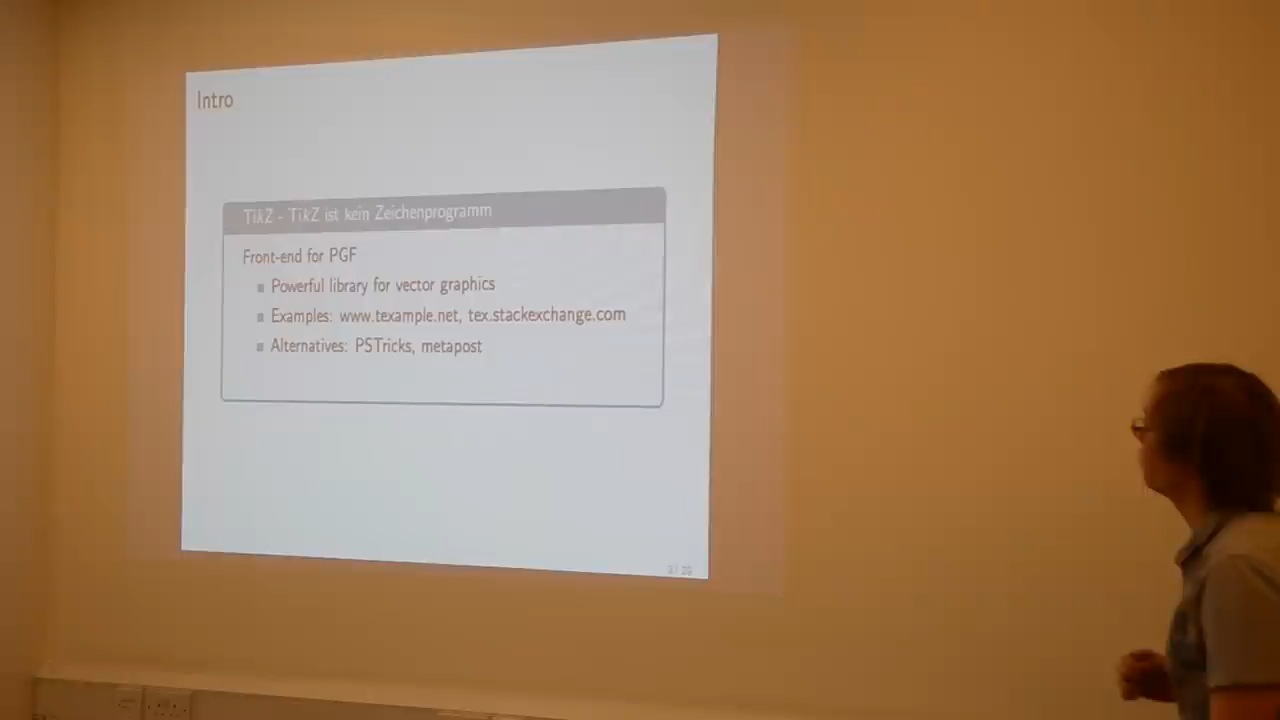 Intro
TikZ - TikZ ist kein Zeichenprogramm
Front-end for PGF
Powerful library for vector graphics
Examples: www.texample.net, tex.stackexchange.com
Alternatives: PSTricks, metapost